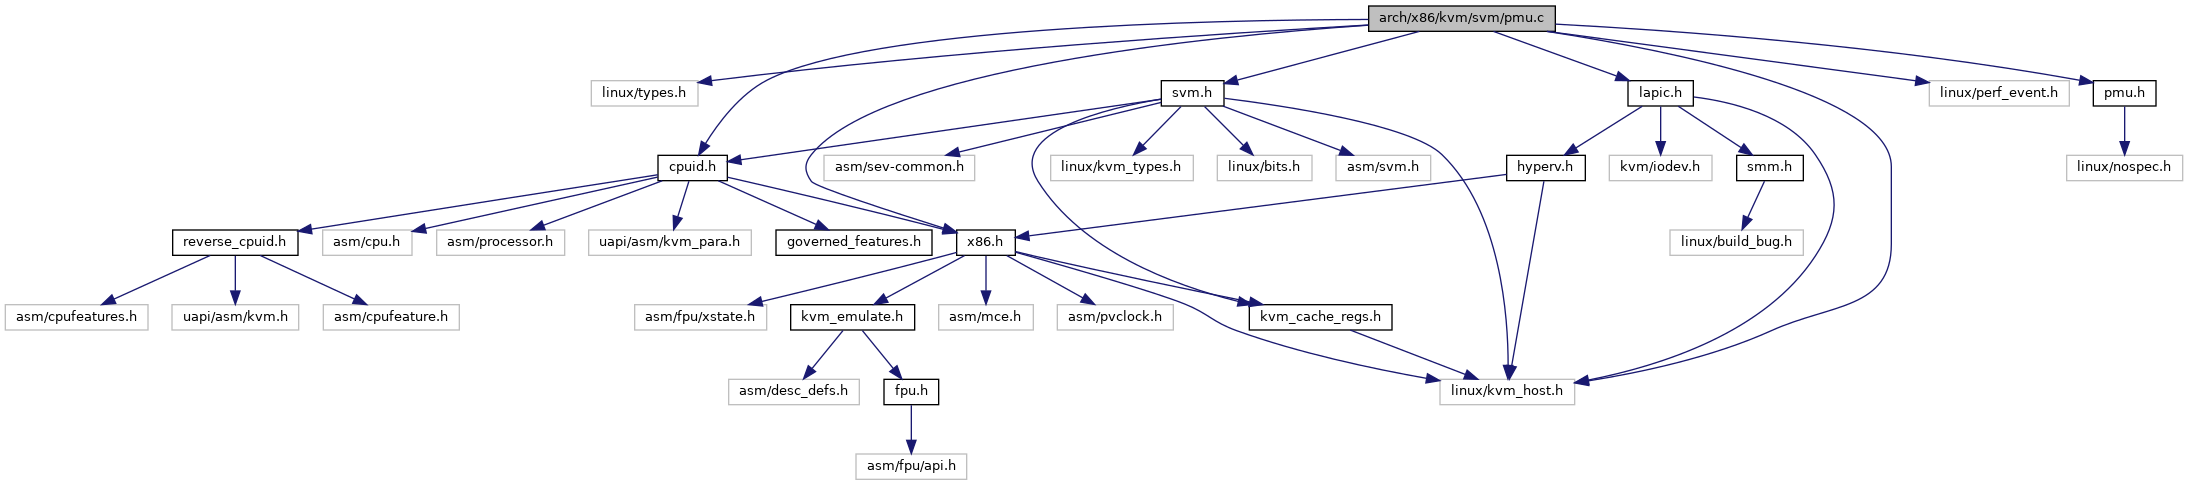 arch/x86/kvm/svm/pmu.c
linux/types.h
svm.h
lapic.h
linux/perf_event.h
pmu.h
cpuid.h
asm/sev-common.h
linux/kvm_types.h
linux/bits.h
asm/svm.h
hyperv.h
kvm/iodev.h
smm.h
linux/nospec.h
reverse_cpuid.h
asm/cpu.h
asm/processor.h
uapi/asm/kvm_para.h
governed_features.h
x86.h
linux/build_bug.h
asm/cpufeatures.h
uapi/asm/kvm.h
asm/cpufeature.h
asm/fpu/xstate.h
kvm_emulate.h
asm/mce.h
asm/pvclock.h
kvm_cache_regs.h
asm/desc_defs.h
fpu.h
linux/kvm_host.h
asm/fpu/api.h